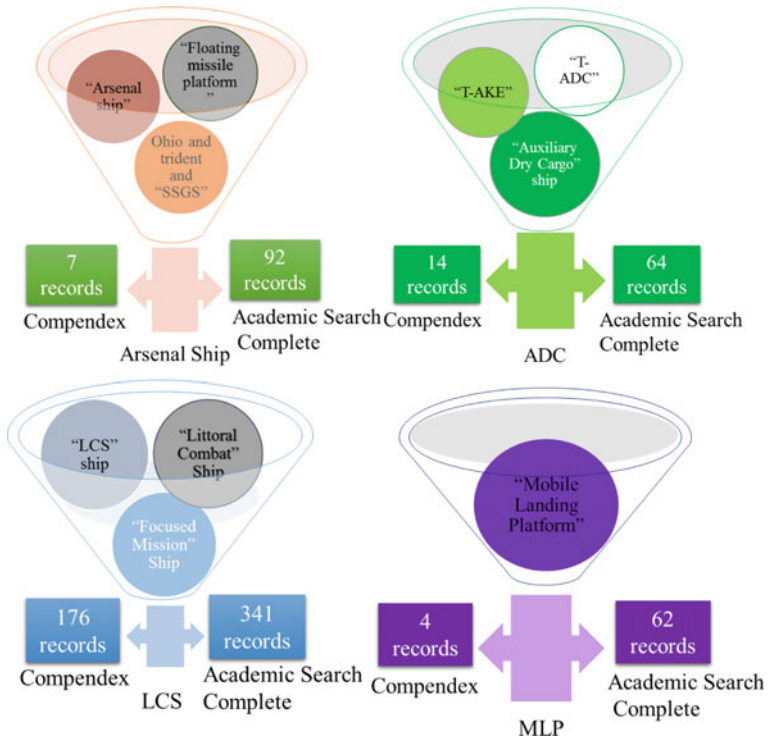 “Arsenal
ship”
“Floating
missile
platform
”
Ohio and
trident
and
“SSGS”
7
records
Compendex
92
records
Academic Search
Complete
Arsenal Ship
“T-AKE”
“T-
ADC”
“Auxiliary
Dry Cargo”
ship
14
records
Compendex
64
records
Academic Search
Complete
ADC
“LCS”
ship
“Littoral
Combat”
Ship
“Focused
Mission”
Ship
176
records
Compendex
341
records
Academic Search
Complete
LCS
“Mobile
Landing
Platform”
4
records
Compendex
62
records
Academic Search
Complete
MLP